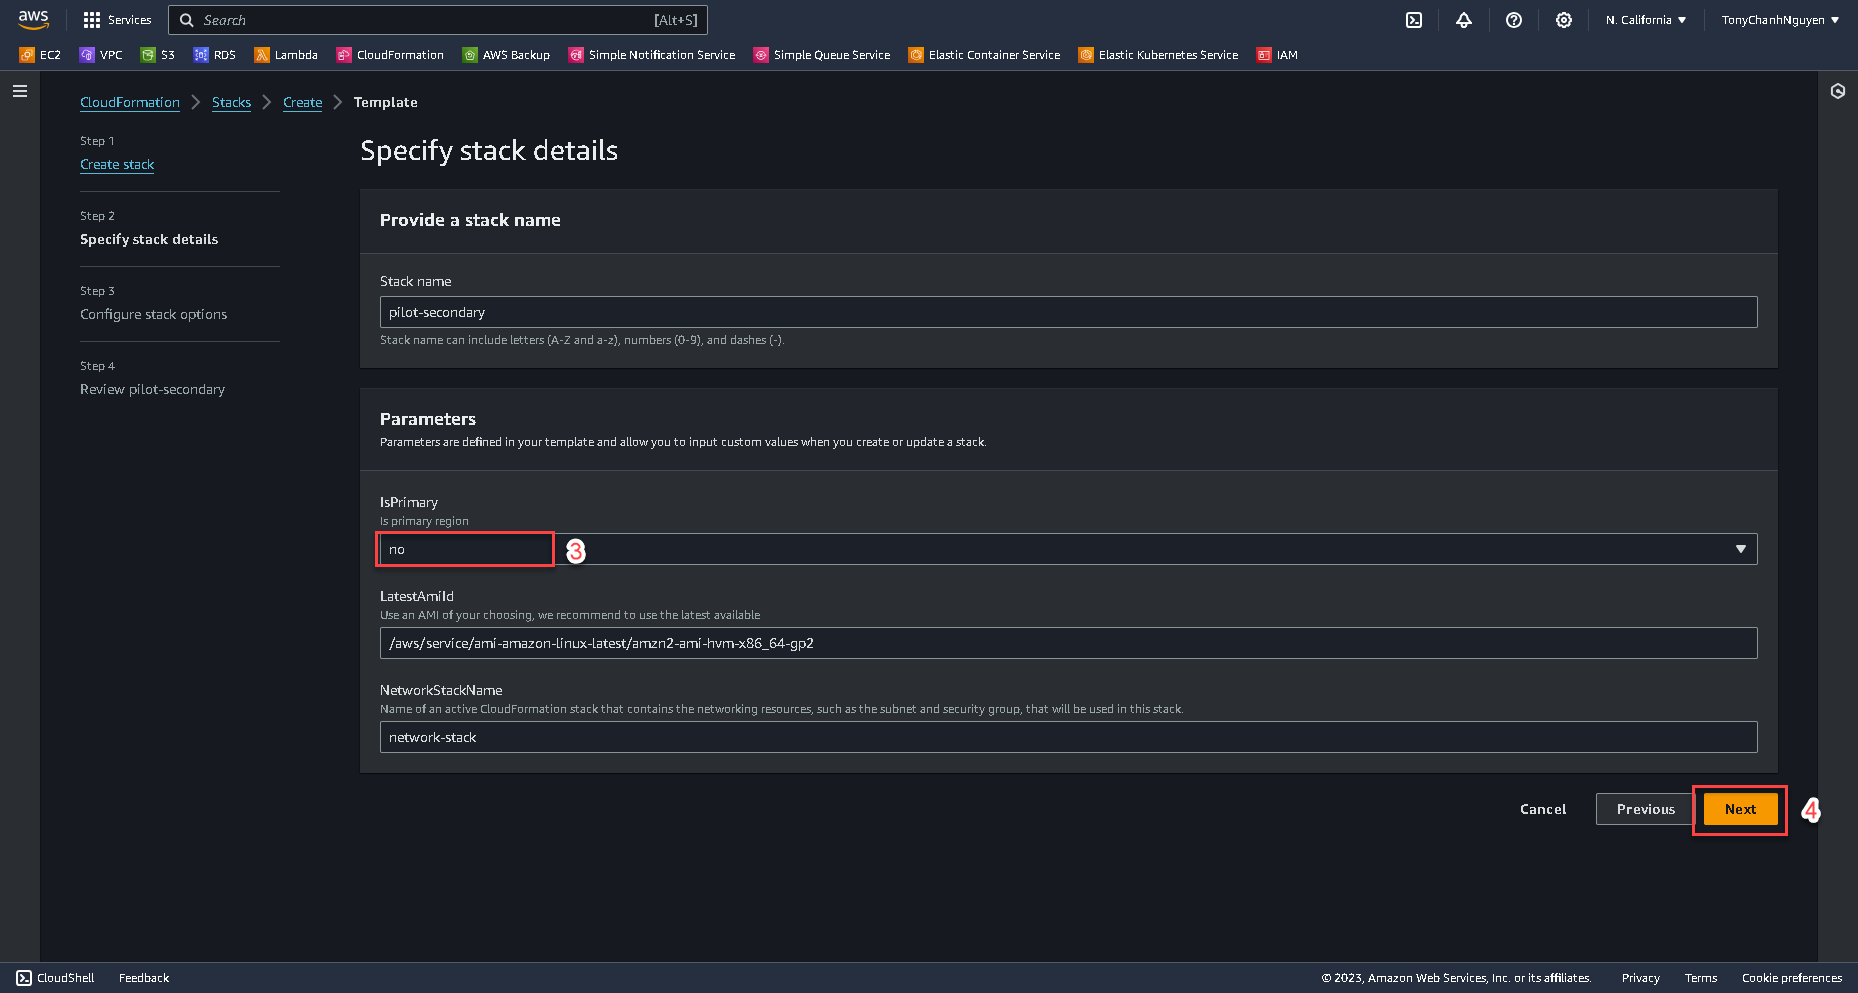 aws
Services
Search [Alt+S]
N. California
TonyChanhNguyen
EC2 VPC S3 RDS Lambda CloudFormation AWS Backup Simple Notification Service Simple Queue Service Elastic Container Service Elastic Kubernetes Service IAM
CloudFormation Stacks Create Template
Step 1
Create stack
Step 2
Specify stack details
Step 3
Configure stack options
Step 4
Review pilot-secondary
Specify stack details
Provide a stack name
Stack name
pilot-secondary
Stack name can include letters (A-Z and a-z), numbers (0-9), and dashes (-).
Parameters
Parameters are defined in your template and allow you to input custom values when you create or update a stack.
IsPrimary
Is primary region
no
3
LatestAmiId
Use an AMI of your choosing, we recommend to use the latest available
/aws/service/ami-amazon-linux-latest/amzn2-ami-hvm-x86_64-gp2
NetworkStackName
Name of an active CloudFormation stack that contains the networking resources, such as the subnet and security group, that will be used in this stack.
network-stack
Cancel Previous Next 4
CloudShell Feedback © 2023, Amazon Web Services, Inc. or its affiliates. Privacy Terms Cookie preferences